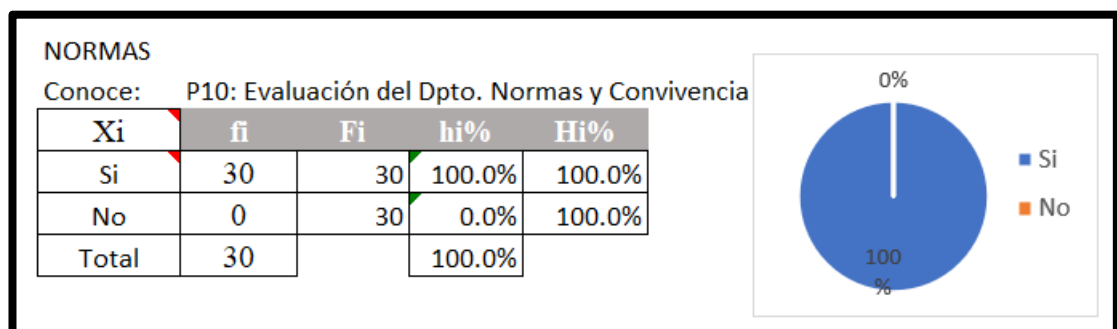 NORMAS
Conoce: P10: Evaluación del Dpto. Normas y Convivencia
Xi fi Fi hi% Hi%
Si 30 30 100.0% 100.0%
No 0 30 0.0% 100.0%
Total 30 100.0%
0%
100
%
Si
No